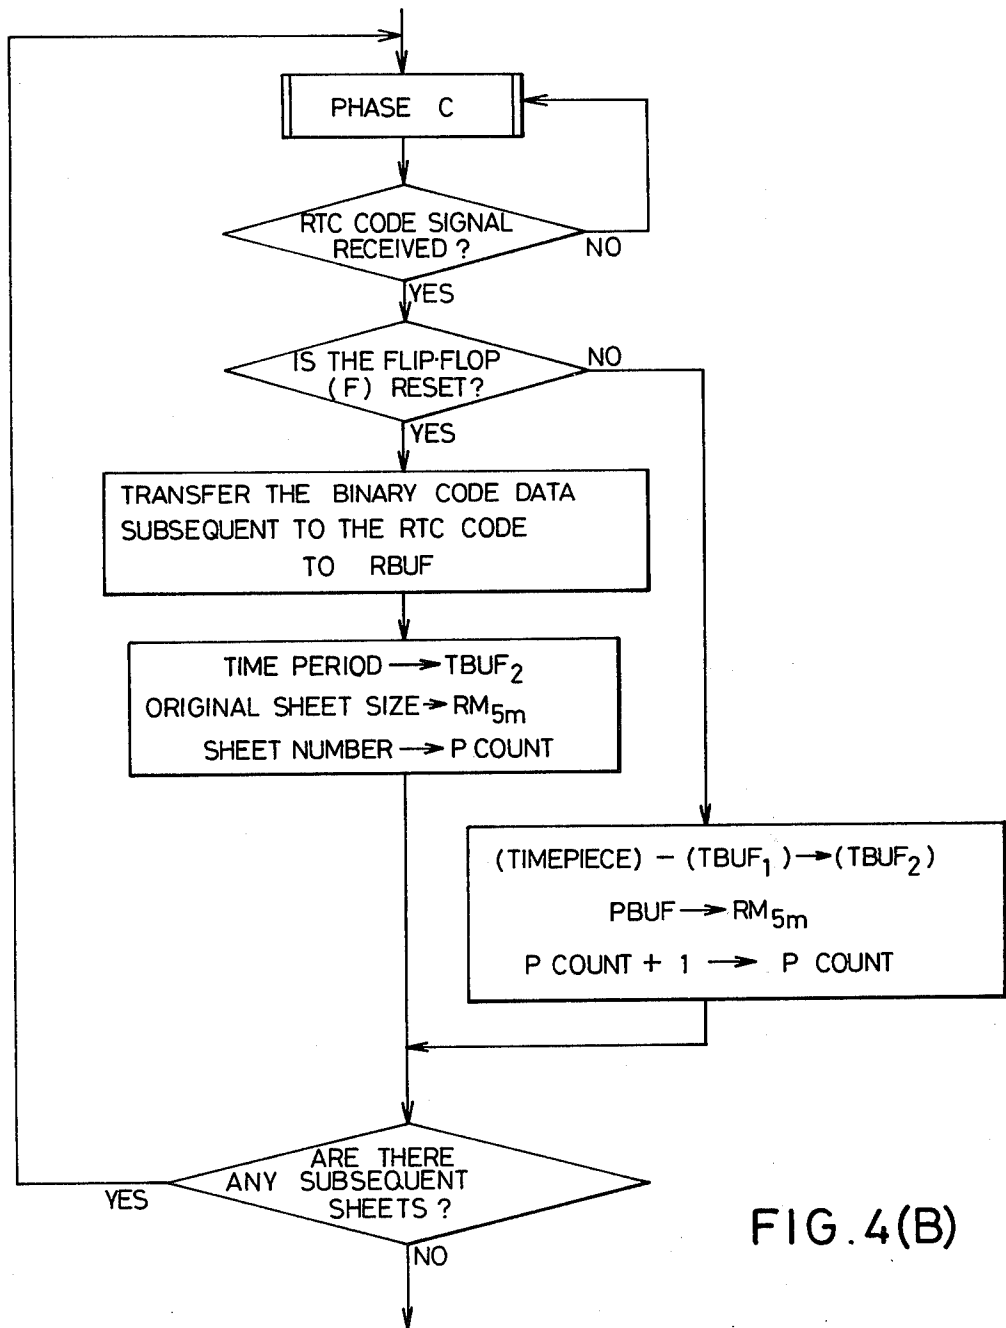 PHASE C
RTC CODE SIGNAL
RECEIVED ?
NO
YES
IS THE FLIP-FLOP
(F) RESET?
NO
YES
TRANSFER THE BINARY CODE DATA
SUBSEQUENT TO THE RTC CODE
TO RBUF
TIME PERIOD → TBUF₂
ORIGINAL SHEET SIZE → RM₅ₘ
SHEET NUMBER → P COUNT
(TIMEPIECE) - (TBUF₁) → (TBUF₂)
PBUF → RM₅ₘ
P COUNT + 1 → P COUNT
ARE THERE
ANY SUBSEQUENT
SHEETS ?
YES
NO
FIG. 4(B)